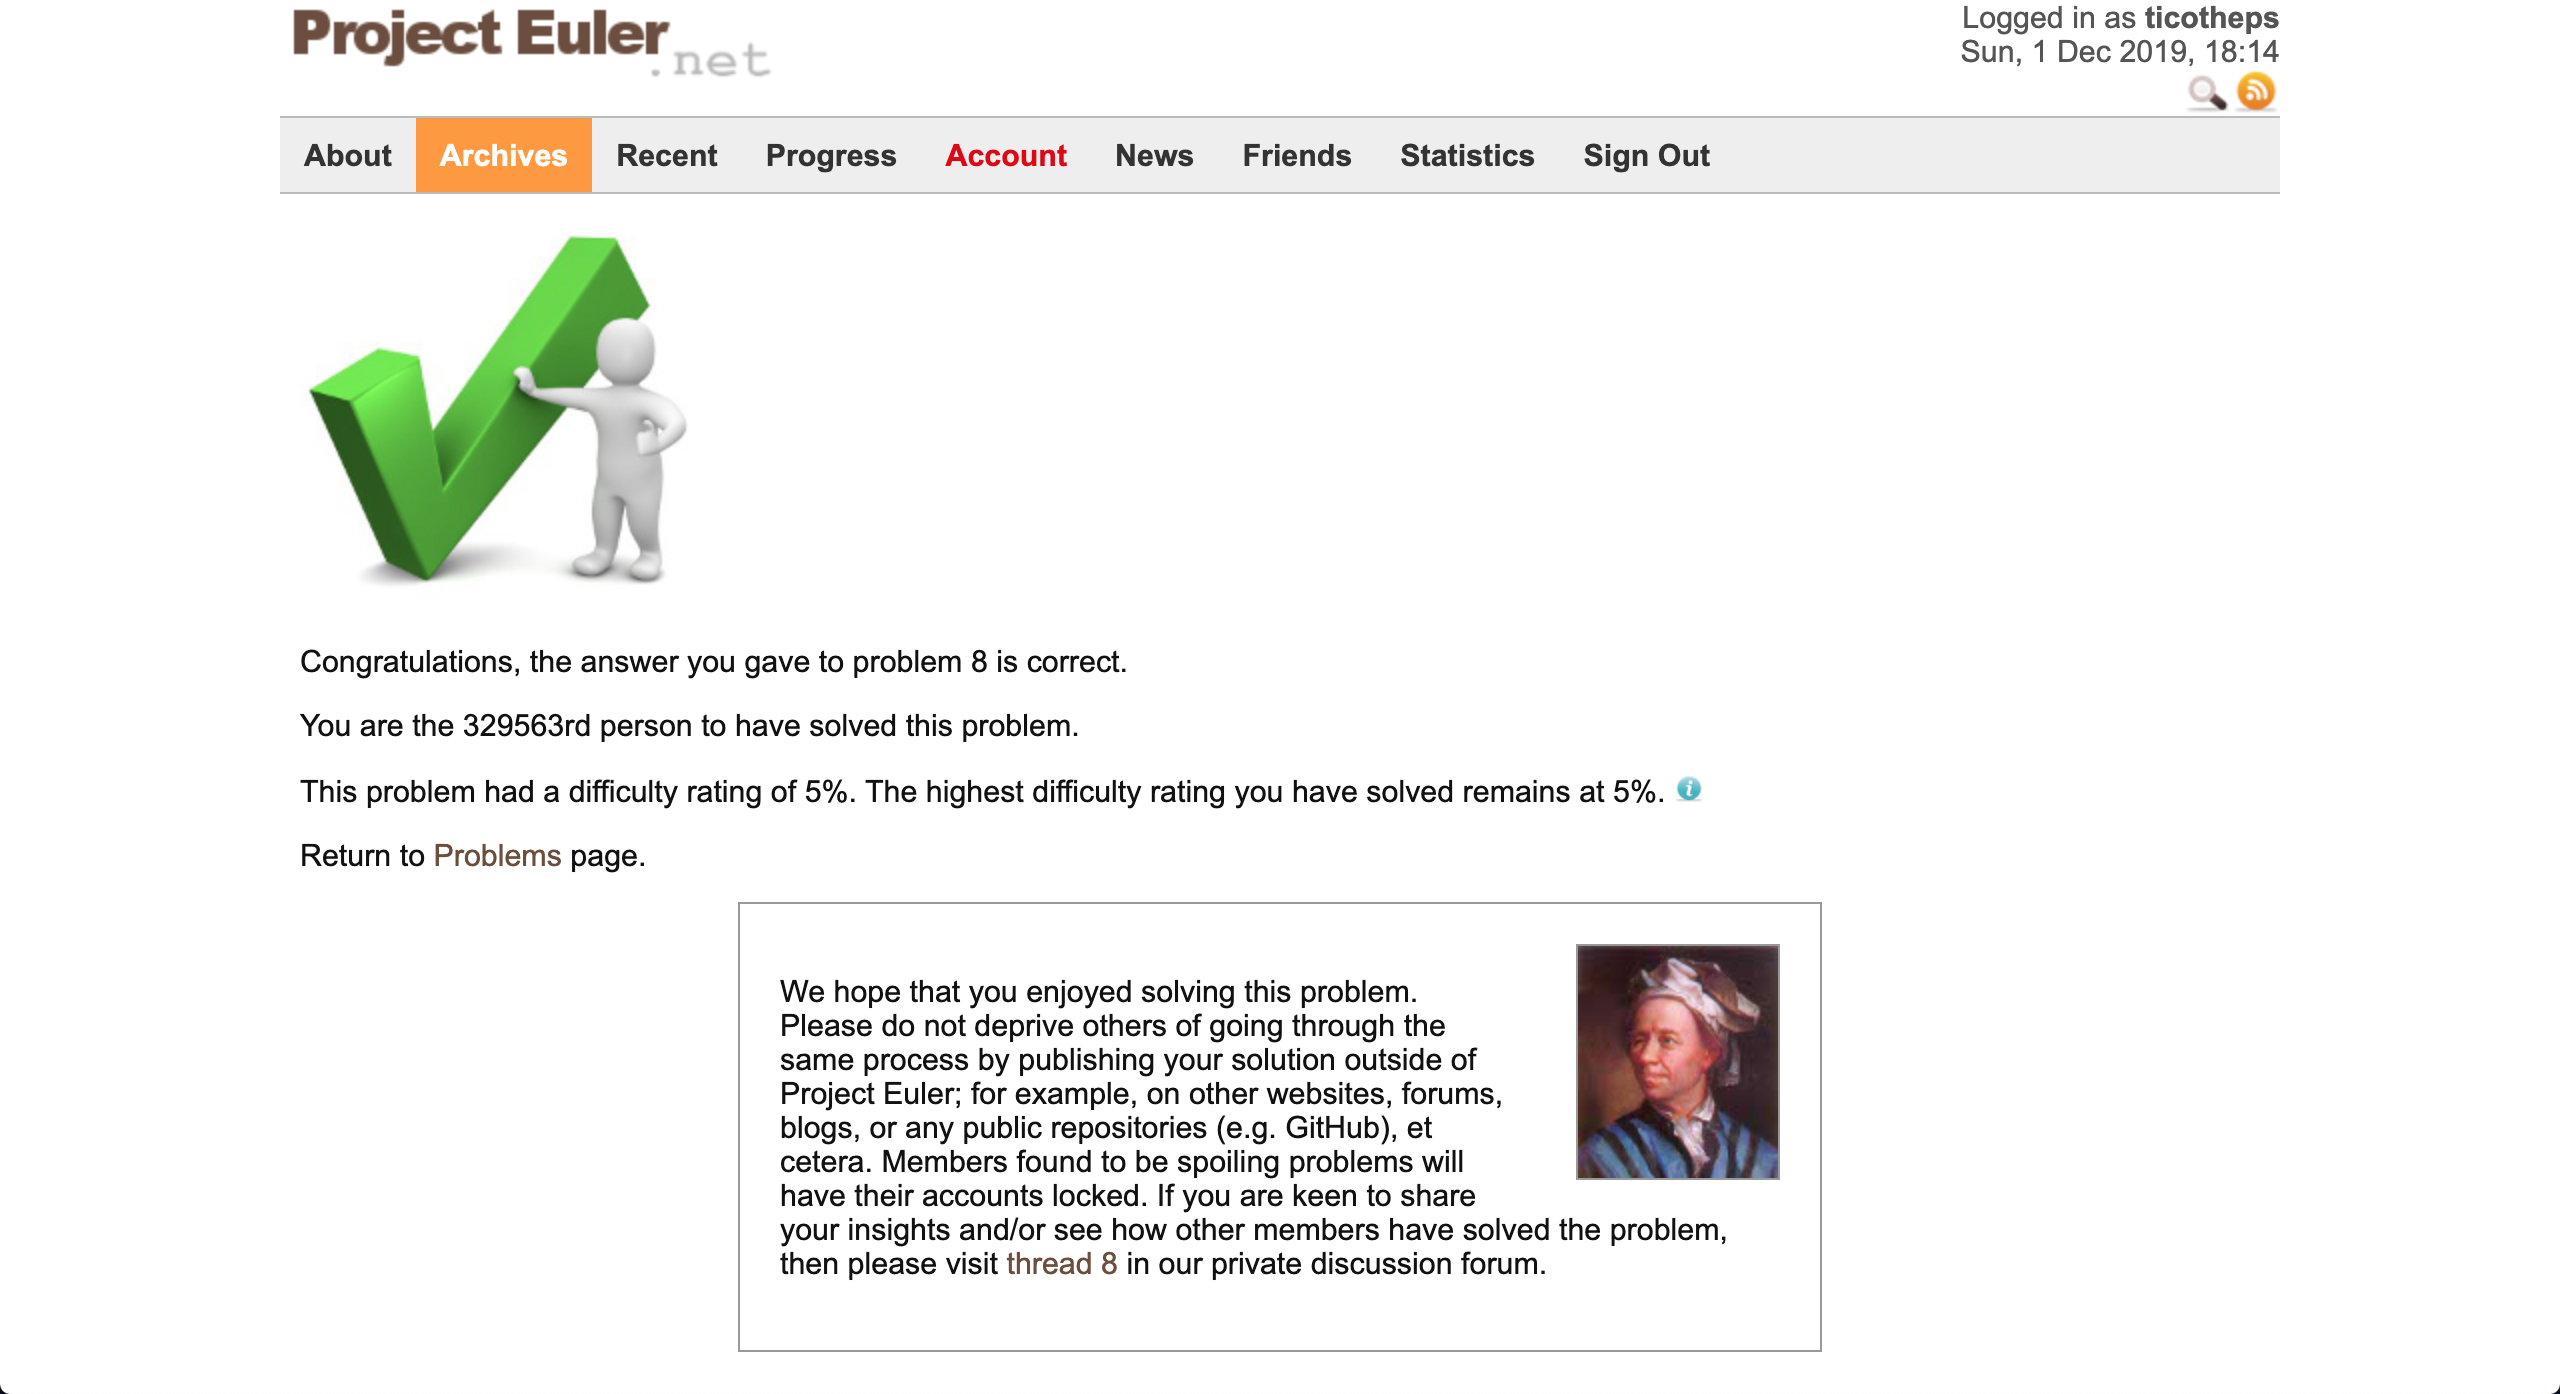 Project Euler
.net
Logged in as ticotheps
Sun, 1 Dec 2019, 18:14
About Archives Recent Progress Account News Friends Statistics Sign Out
Congratulations, the answer you gave to problem 8 is correct.
You are the 329563rd person to have solved this problem.
This problem had a difficulty rating of 5%. The highest difficulty rating you have solved remains at 5%. i
Return to Problems page.
We hope that you enjoyed solving this problem.
Please do not deprive others of going through the
same process by publishing your solution outside of
Project Euler; for example, on other websites, forums,
blogs, or any public repositories (e.g. GitHub), et
cetera. Members found to be spoiling problems will
have their accounts locked. If you are keen to share
your insights and/or see how other members have solved the problem,
then please visit thread 8 in our private discussion forum.